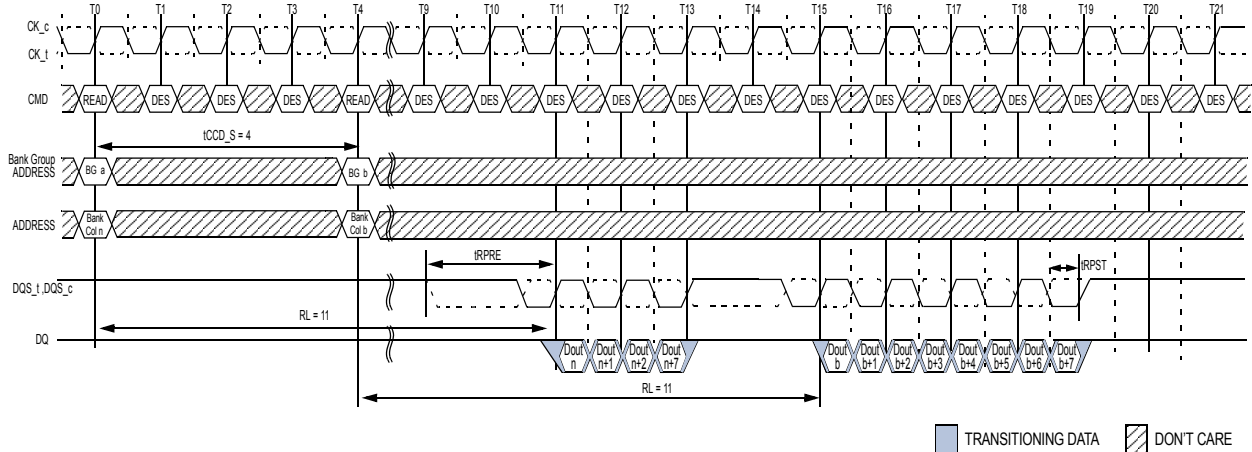 T0 T1 T2 T3 T4 T9 T10 T11 T12 T13 T14 T15 T16 T17 T18 T19 T20 T21
CK_c
CK_t
CMD READ DES DES DES READ DES DES DES DES DES DES DES DES DES DES DES DES DES
tCCD_S = 4
Bank Group
ADDRESS
BG a BG b
ADDRESS
Bank
Col n
Bank
Col b
tRPRE
tRPST
DQS_t ,DQS_c
RL = 11
DQ
Dout
n
Dout
n+1
Dout
n+2
Dout
n+7
Dout
b
Dout
b+1
Dout
b+2
Dout
b+3
Dout
b+4
Dout
b+5
Dout
b+6
Dout
b+7
RL = 11
TRANSITIONING DATA
DON'T CARE